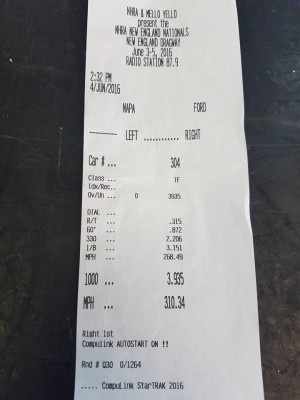 NHRA & MELLO YELLO
present the
NHRA NEW ENGLAND NATIONALS
NEW ENGLAND DRAGWAY
June 3-5, 2016
RADIO STATION 87.9
2:32 PM
4/JUN/2016
NAPA FORD
-------- LEFT ............ RIGHT
Car # ... 304
Class ... TF
Idx/Rec..
Ov/Un ... 0 3935
DIAL ...
R/T ... .315
60' ... .872
330 ... 2.206
1/8 ... 3.151
MPH ... 268.49
1000 ... 3.935
MPH ... 310.34
Right 1st
Compulink AUTOSTART ON !!
Rnd # Q30 0/1264
..... CompuLink StarTRAK 2016